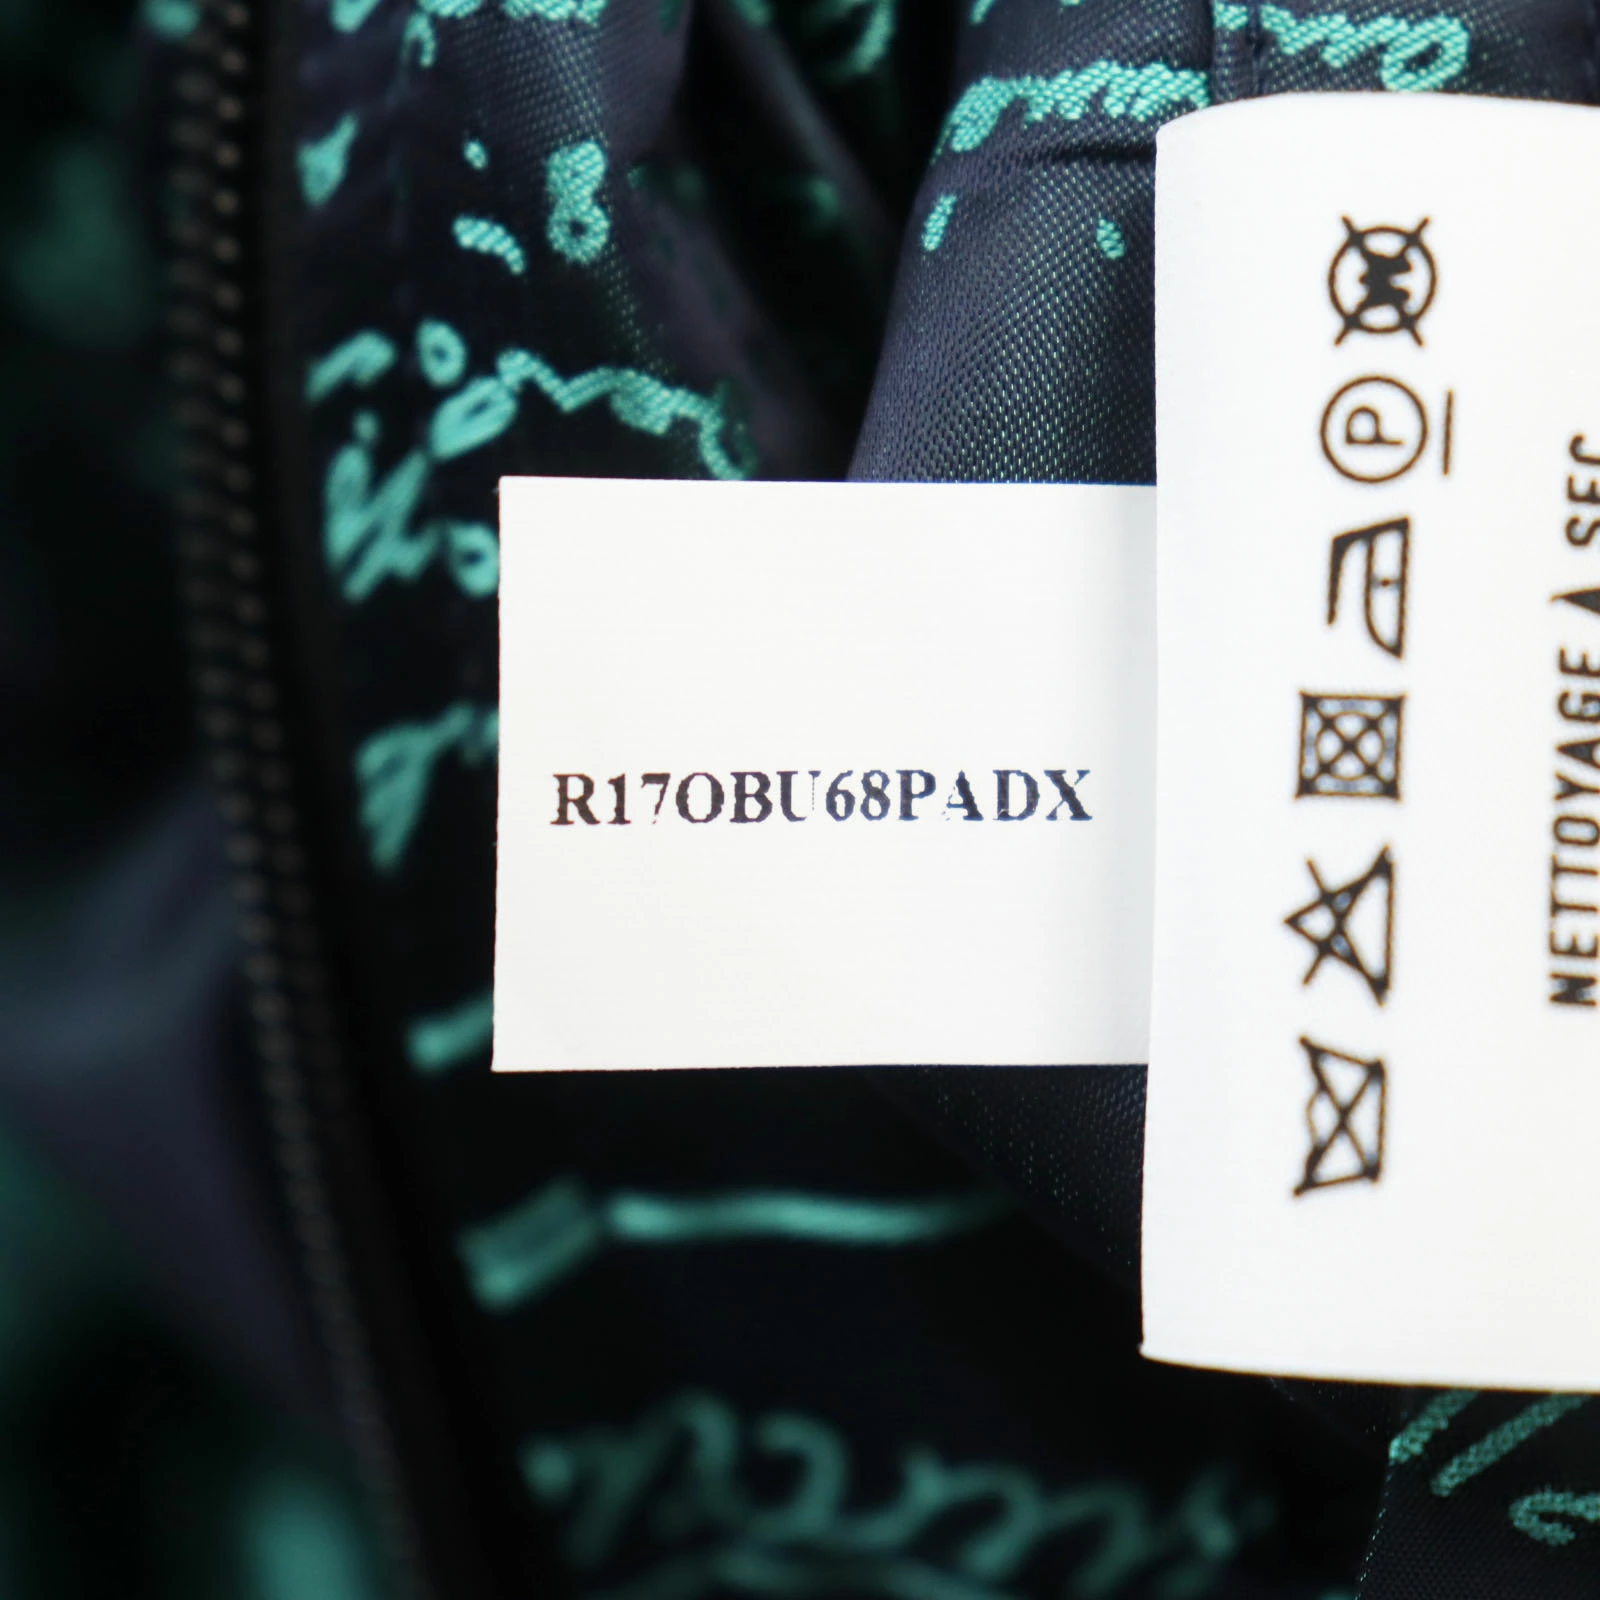 R17OBU68PADX
P
NETTOYAGE A SEC